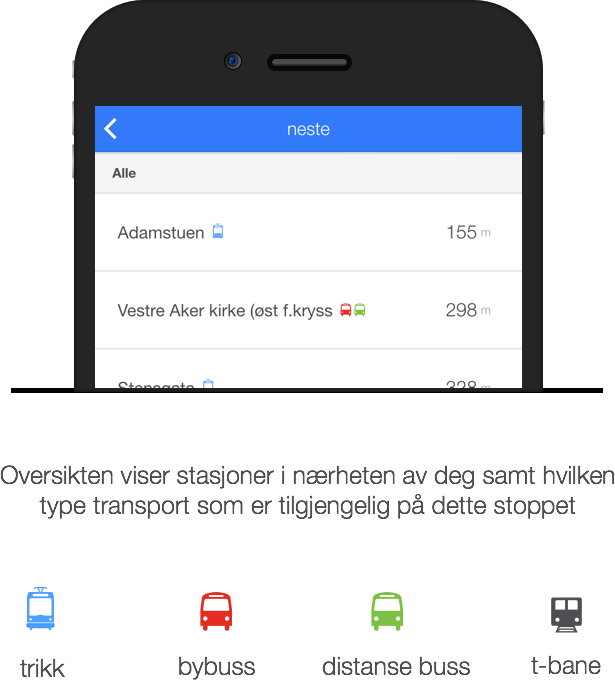 neste
Alle
Adamstuen 155 m
Vestre Aker kirke (øst f.kryss 298 m
Stensgata 328 m
Oversikten viser stasjoner i nærheten av deg samt hvilken
type transport som er tilgjengelig på dette stoppet
trikk bybuss distanse buss t-bane